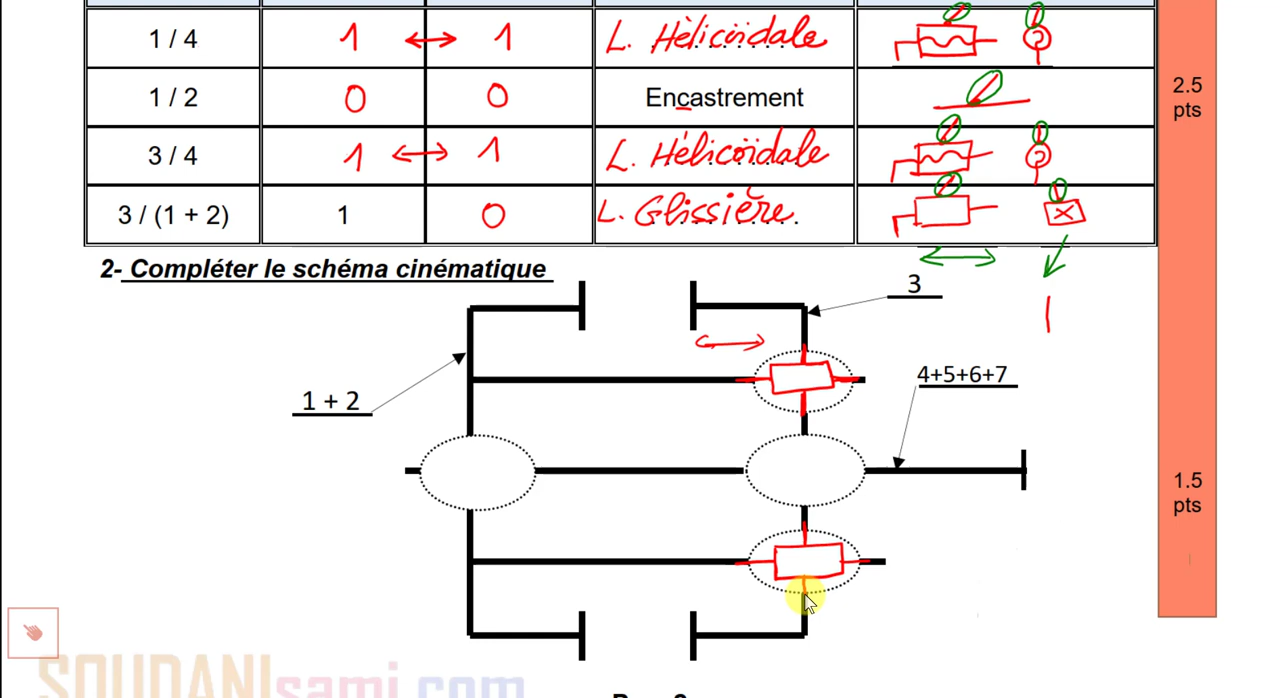 1 / 4 1 ↔ 1 L. Hèlicöidale
2.5 pts
1 / 2 0 0 Encastrement
3 / 4 1 ↔ 1 L. Hélicöidale
3 / (1 + 2) 1 0 L. Glissière.
2- Compléter le schéma cinématique
3
4+5+6+7
1 + 2
1.5
pts
SOUDANIsami.com